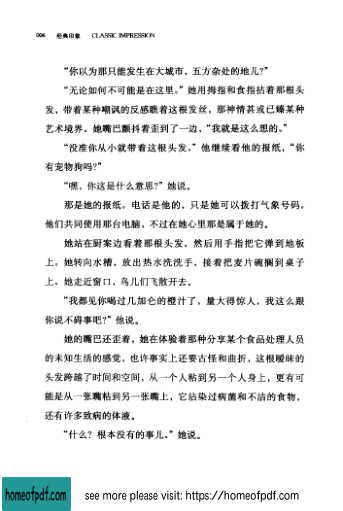 006 经典印象 CLASSIC IMPRESSION
“你以为那只能发生在大城市，五方杂处的地儿？”
“无论如何不可能是在这里。”她用拇指和食指拈着那根头
发，带着某种嘲讽的反感瞧着这根发丝，那神情甚或已臻某种
艺术境界。她嘴巴颤抖着歪到了一边，“我就是这么想的。”
“没准你从小就带着这根头发。”他继续看他的报纸，“你
有宠物狗吗？”
“嘿，你这是什么意思？”她说。
那是她的报纸。电话是他的，只是她可以拨打气象号码。
他们共同使用那台电脑，不过在她心里那是属于她的。
她站在厨案边看着那根头发。然后用手指把它弹到地板
上。她转向水槽，放出热水洗洗手，接着把麦片碗搁到桌子
上。她走近窗口，鸟儿们飞散开去。
“我都见你喝过几加仑的橙汁了，量大得惊人，我这么跟
你说不碍事吧？”他说。
她的嘴巴还歪着，她在体验着那种分享某个食品处理人员
的未知生活的感觉，也许事实上还要古怪和曲折，这根暧昧的
头发跨越了时间和空间，从一个人粘到另一个人身上，更有可
能是从一张嘴粘到另一张嘴上，它沾染过病菌和不洁的食物，
还有许多致病的体液。
“什么？根本没有的事儿。”她说。
homeofpdf.com
see more please visit: https://homeofpdf.com